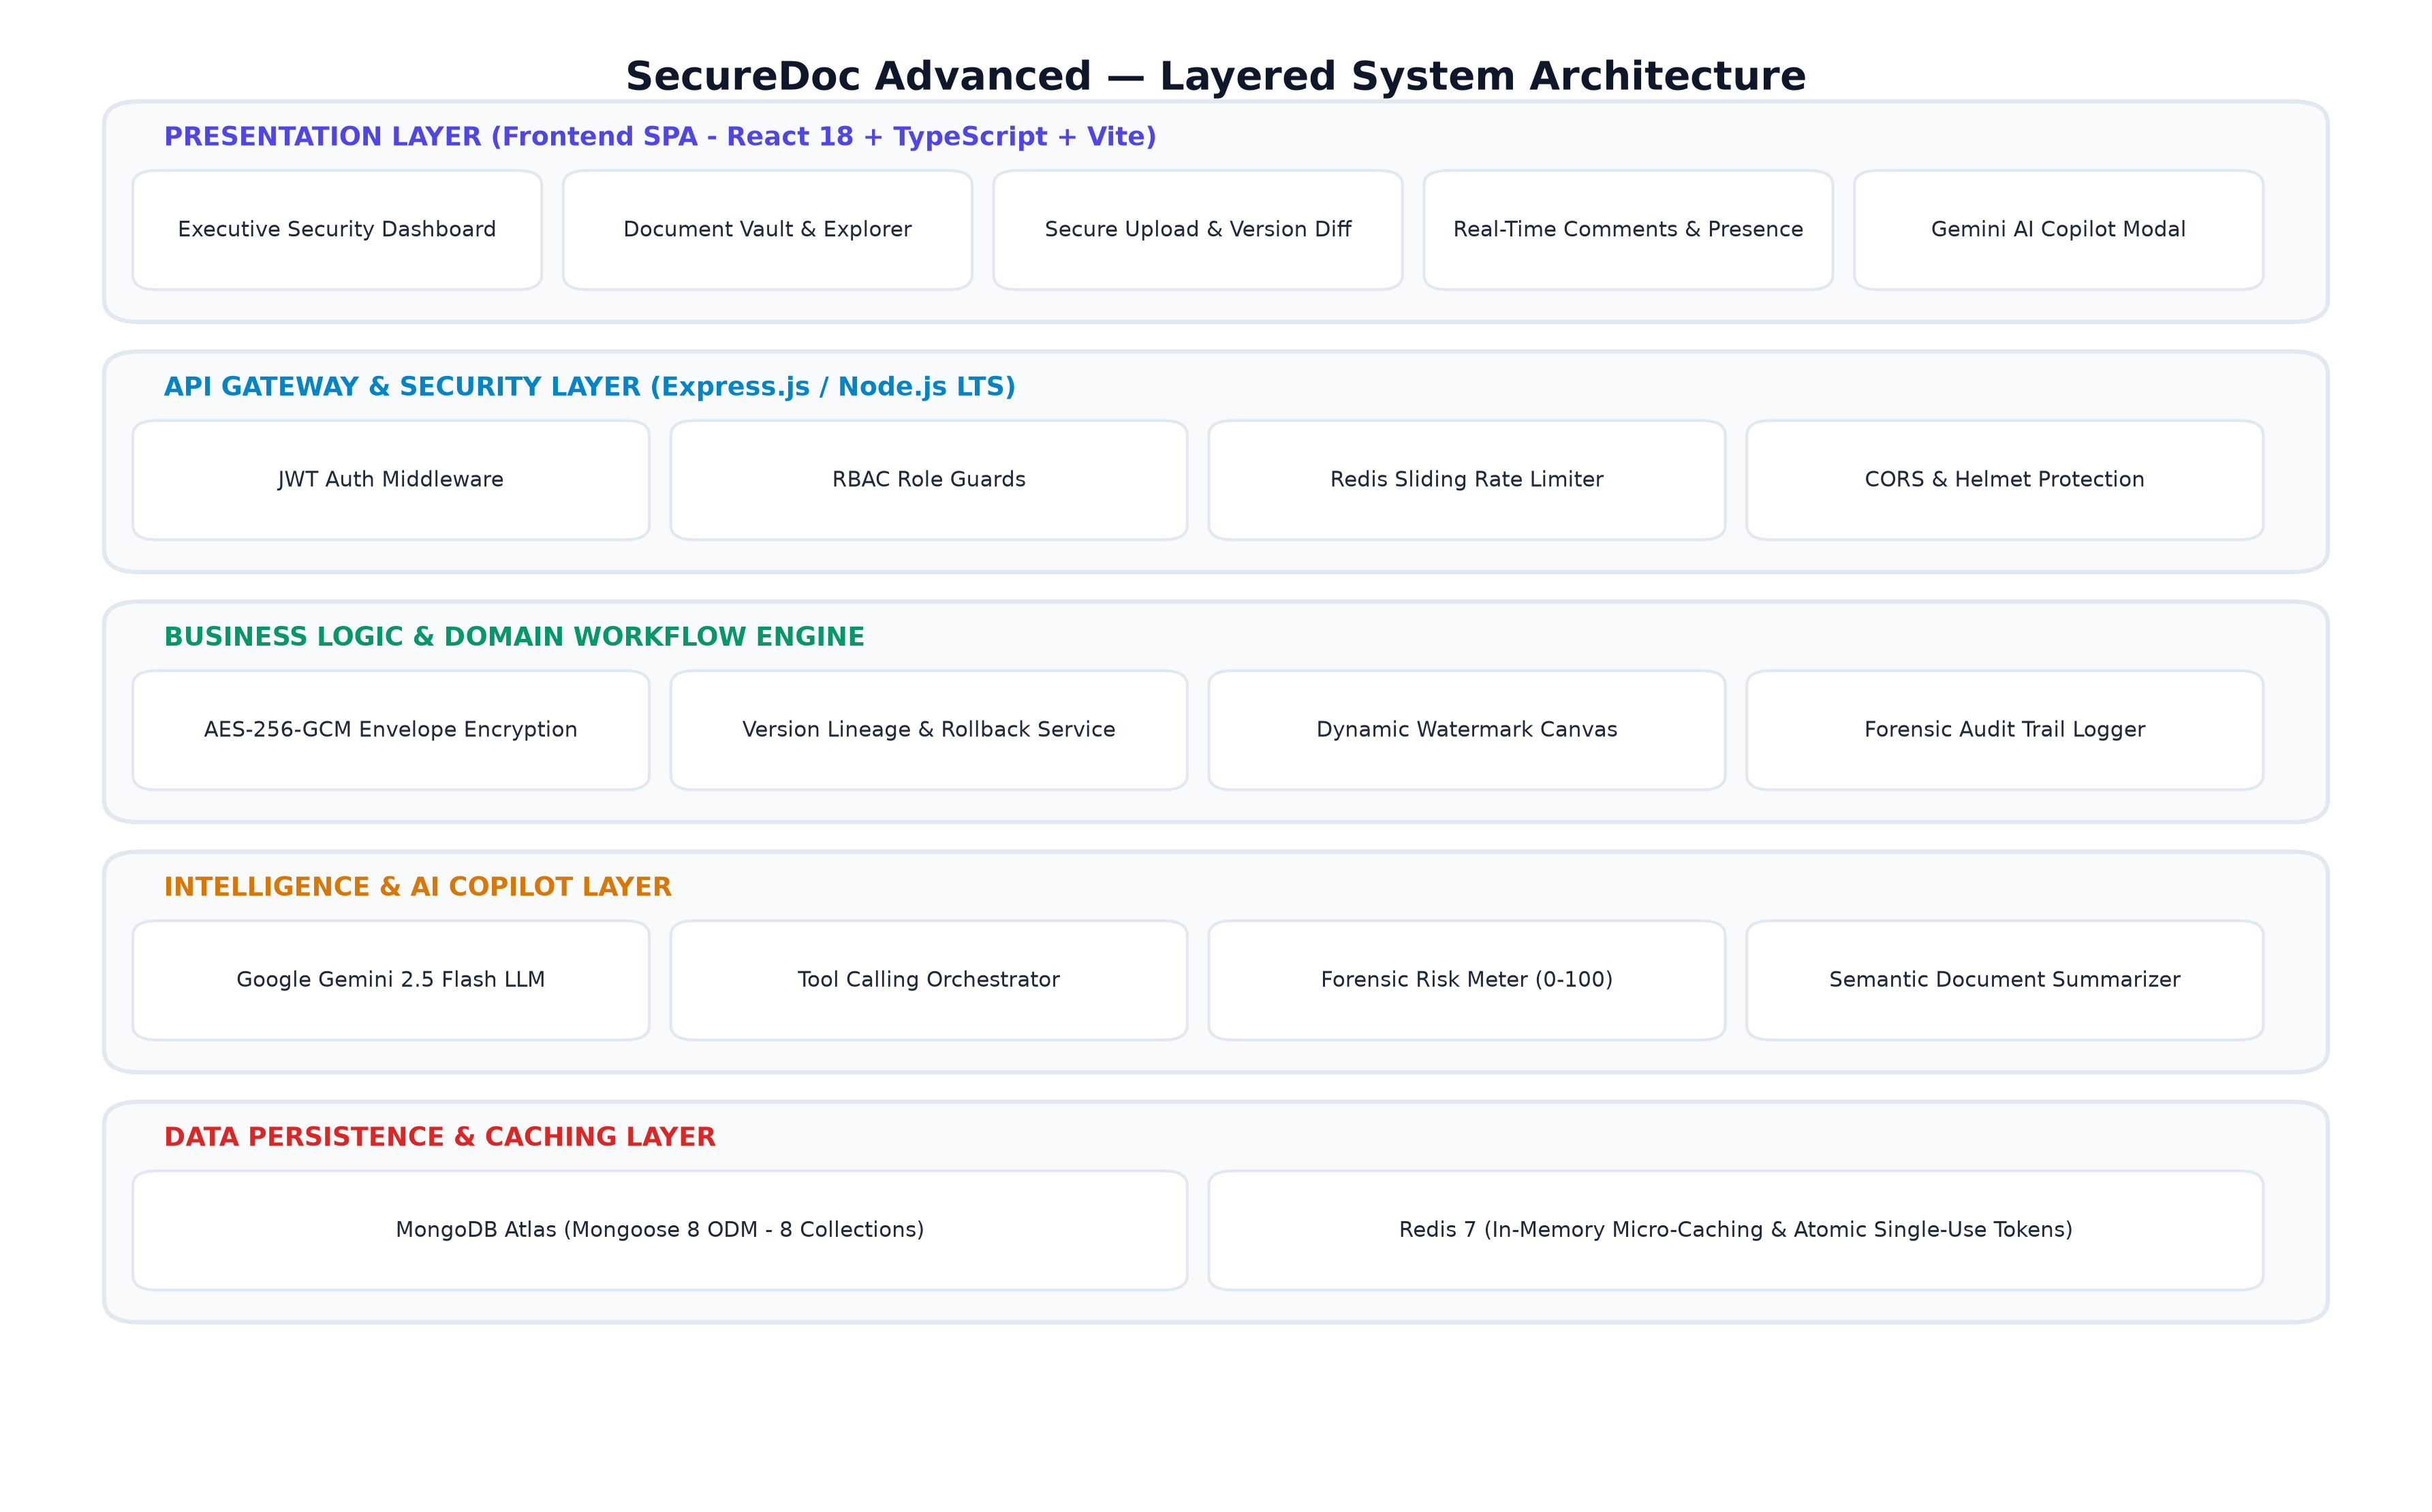 SecureDoc Advanced — Layered System Architecture
PRESENTATION LAYER (Frontend SPA - React 18 + TypeScript + Vite)
Executive Security Dashboard
Document Vault & Explorer
Secure Upload & Version Diff
Real-Time Comments & Presence
Gemini AI Copilot Modal
API GATEWAY & SECURITY LAYER (Express.js / Node.js LTS)
JWT Auth Middleware
RBAC Role Guards
Redis Sliding Rate Limiter
CORS & Helmet Protection
BUSINESS LOGIC & DOMAIN WORKFLOW ENGINE
AES-256-GCM Envelope Encryption
Version Lineage & Rollback Service
Dynamic Watermark Canvas
Forensic Audit Trail Logger
INTELLIGENCE & AI COPILOT LAYER
Google Gemini 2.5 Flash LLM
Tool Calling Orchestrator
Forensic Risk Meter (0-100)
Semantic Document Summarizer
DATA PERSISTENCE & CACHING LAYER
MongoDB Atlas (Mongoose 8 ODM - 8 Collections)
Redis 7 (In-Memory Micro-Caching & Atomic Single-Use Tokens)